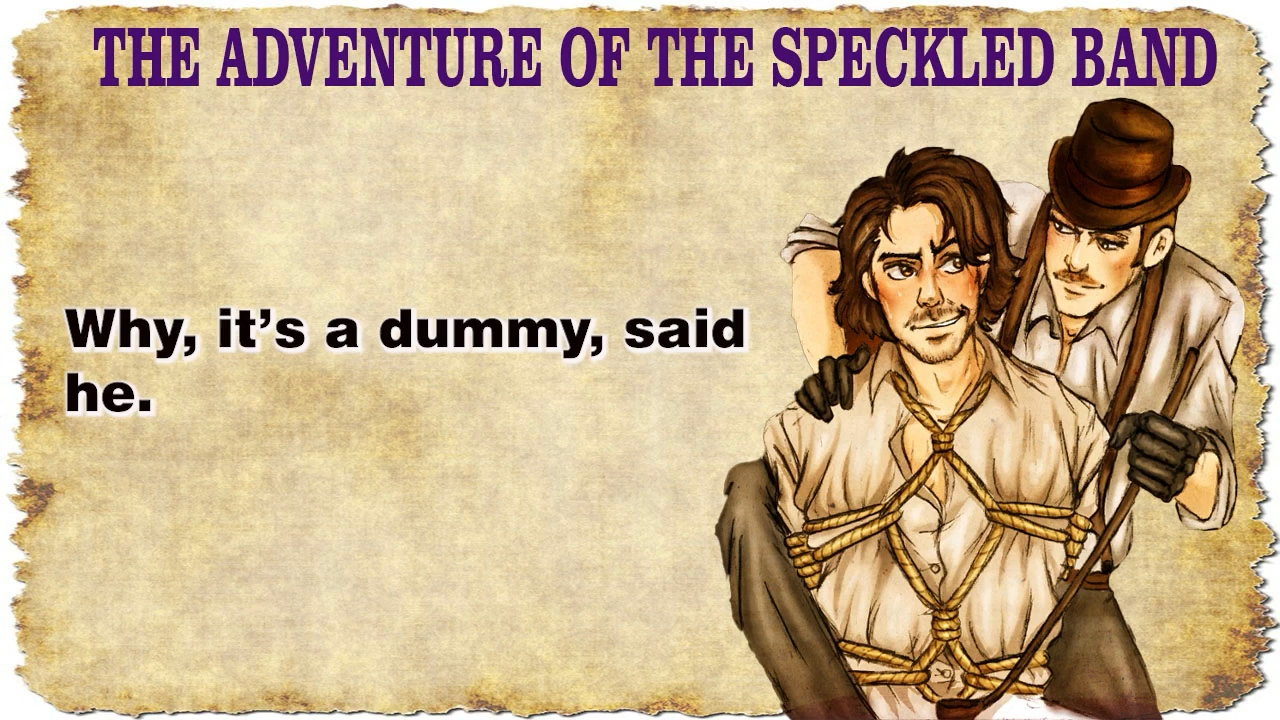 THE ADVENTURE OF THE SPECKLED BAND
Why, it’s a dummy, said
he.